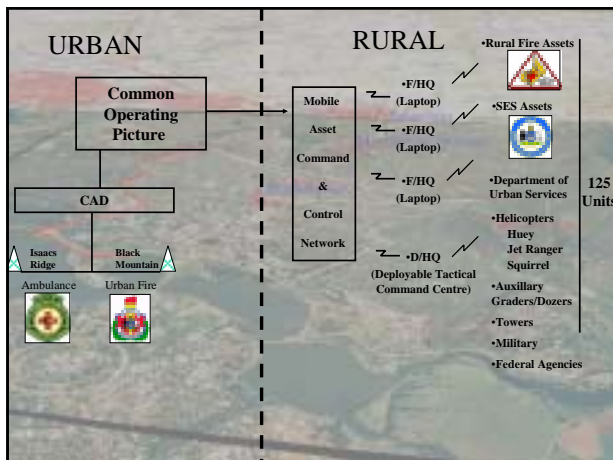 URBAN
Common
Operating
Picture
CAD
Isaacs
Ridge
Black
Mountain
Ambulance
Urban Fire
RURAL
Mobile
Asset
Command
&
Control
Network
•F/HQ
(Laptop)
•F/HQ
(Laptop)
•F/HQ
(Laptop)
•D/HQ
(Deployable Tactical
Command Centre)
•Rural Fire Assets
•SES Assets
•Department of
Urban Services
•Helicopters
Huey
Jet Ranger
Squirrel
•Auxillary
Graders/Dozers
•Towers
•Military
•Federal Agencies
125
Units